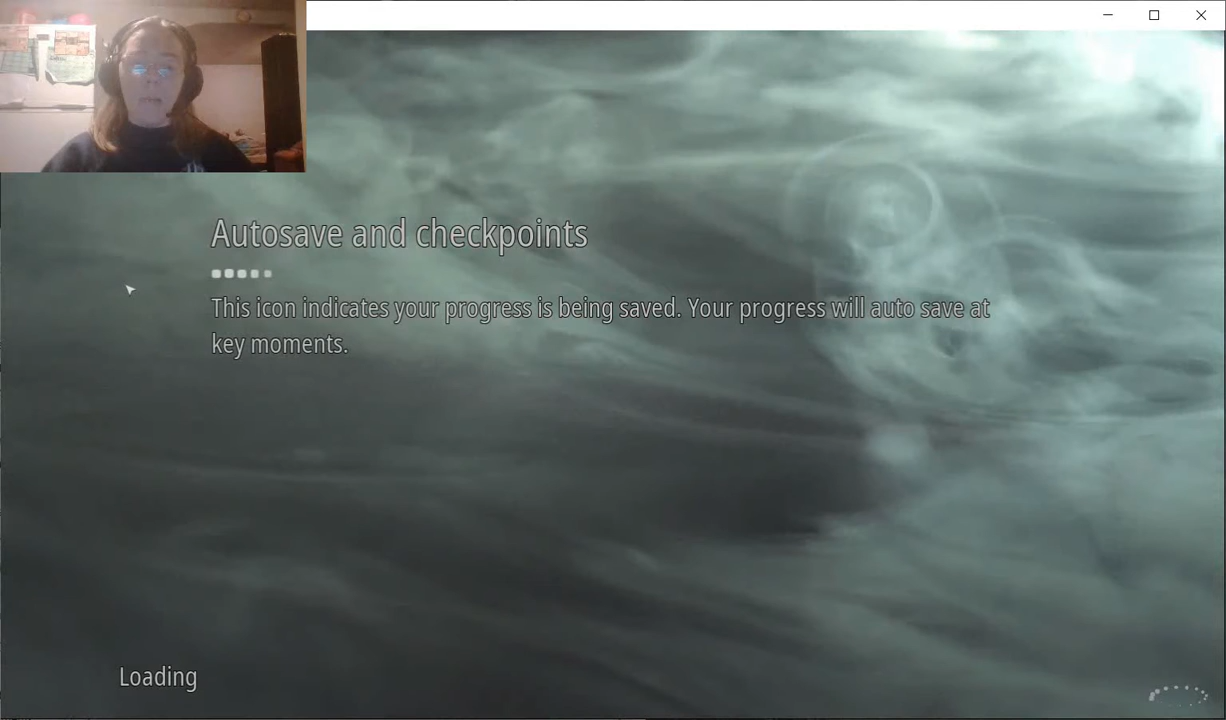 Autosave and checkpoints
This icon indicates your progress is being saved. Your progress will auto save at
key moments.
Loading